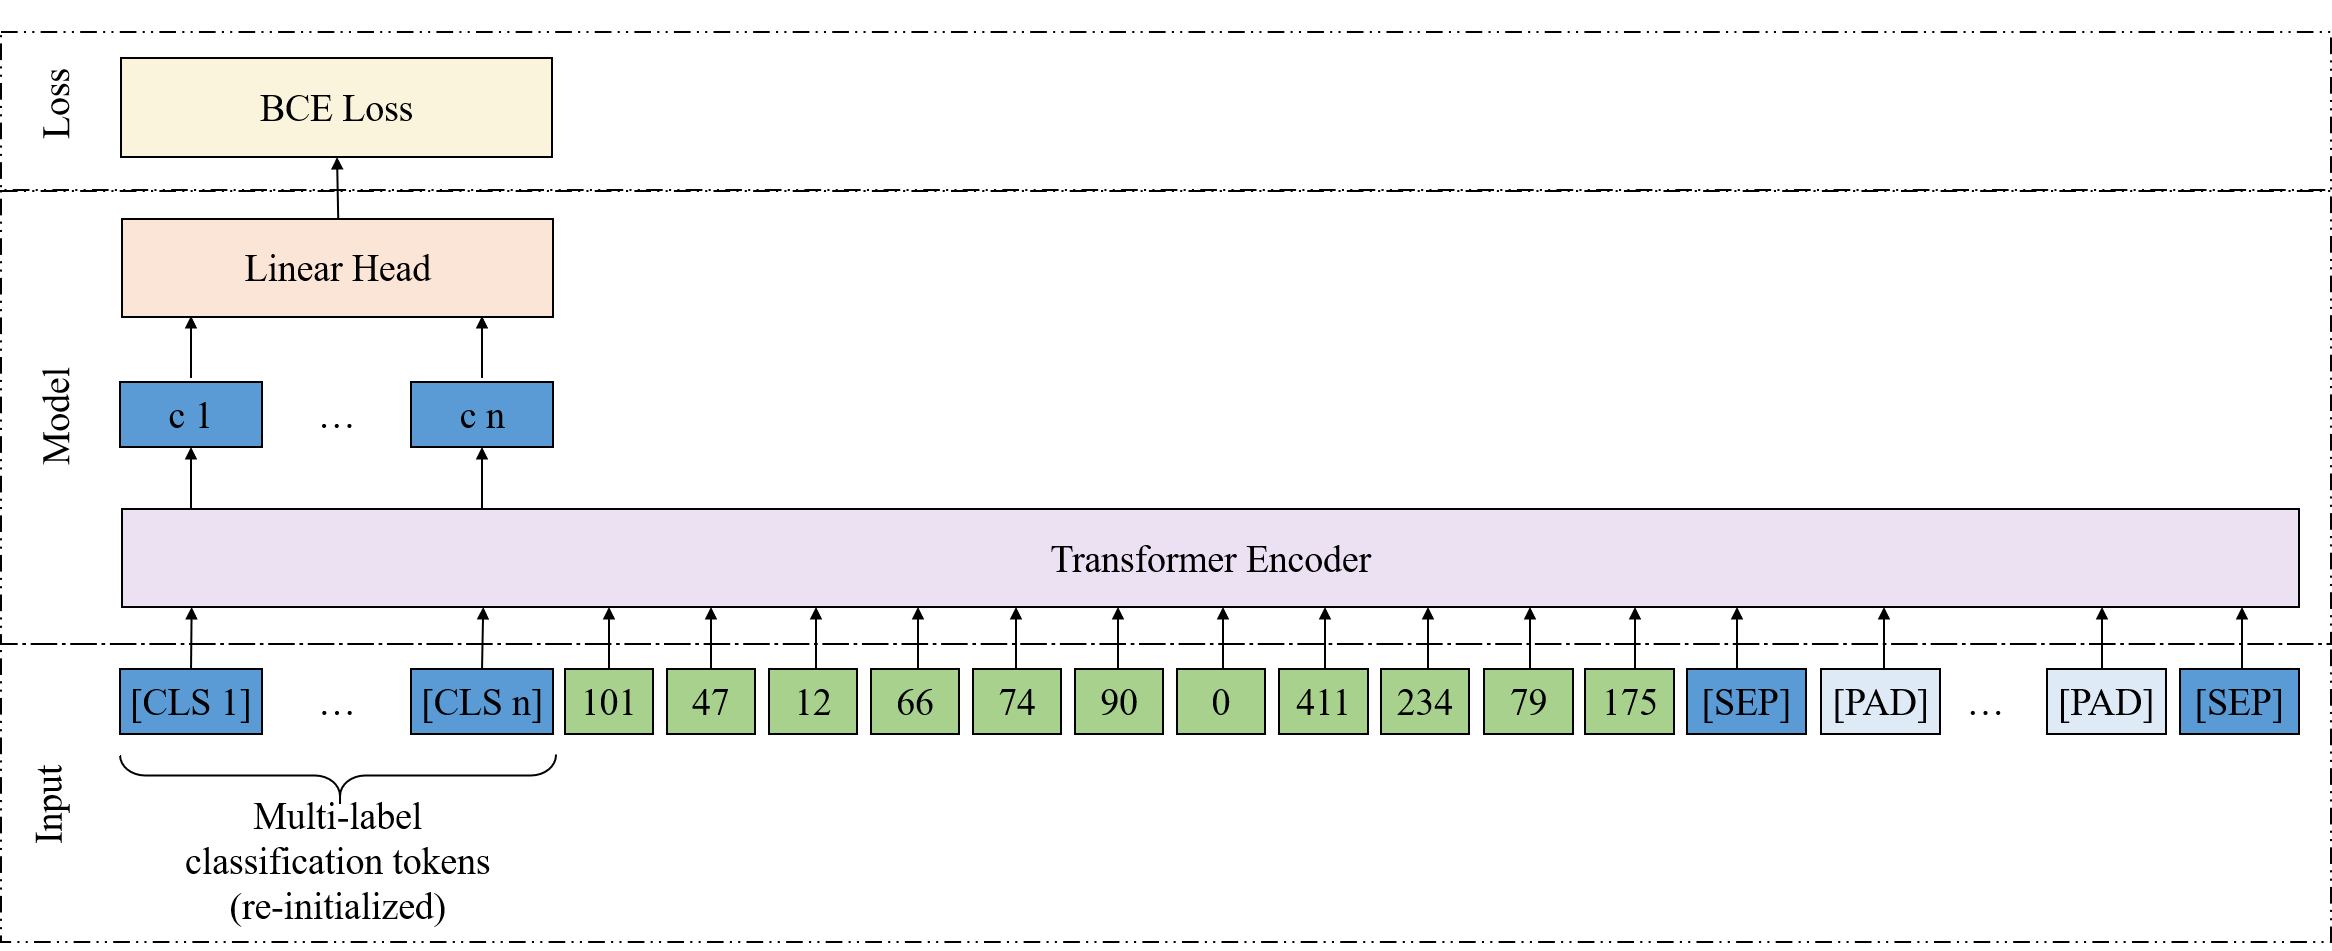 Loss
BCE Loss
Model
Linear Head
c 1 … c n
Transformer Encoder
Input
[CLS 1] … [CLS n] 101 47 12 66 74 90 0 411 234 79 175 [SEP] [PAD] … [PAD] [SEP]
Multi-label
classification tokens
(re-initialized)